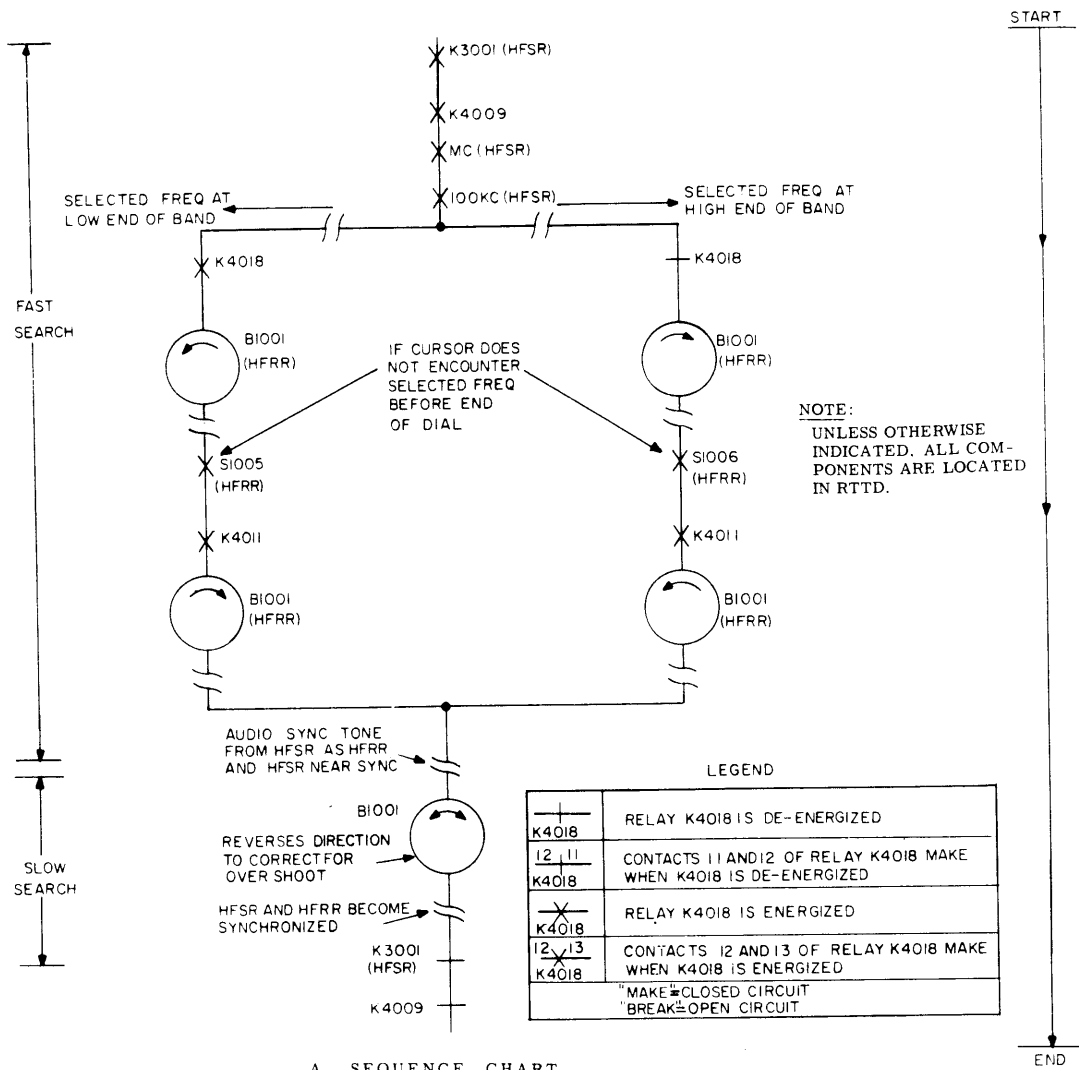 START
K3001 (HFSR)
K4009
MC (HFSR)
100KC (HFSR)
SELECTED FREQ AT
LOW END OF BAND
SELECTED FREQ AT
HIGH END OF BAND
K4018
K4018
FAST
SEARCH
B1001
(HFRR)
B1001
(HFRR)
IF CURSOR DOES
NOT ENCOUNTER
SELECTED FREQ
BEFORE END
OF DIAL
NOTE:
UNLESS OTHERWISE
INDICATED, ALL COM-
PONENTS ARE LOCATED
IN RTTD.
S1005
(HFRR)
S1006
(HFRR)
K4011
K4011
B1001
(HFRR)
B1001
(HFRR)
AUDIO SYNC TONE
FROM HFSR AS HFRR
AND HFSR NEAR SYNC
B1001
REVERSES DIRECTION
TO CORRECT FOR
OVER SHOOT
SLOW
SEARCH
HFSR AND HFRR BECOME
SYNCHRONIZED
K3001
(HFSR)
K4009
LEGEND
K4018
RELAY K4018 IS DE-ENERGIZED
12 11
K4018
CONTACTS 11 AND 12 OF RELAY K4018 MAKE
WHEN K4018 IS DE-ENERGIZED
K4018
RELAY K4018 IS ENERGIZED
12 13
K4018
CONTACTS 12 AND 13 OF RELAY K4018 MAKE
WHEN K4018 IS ENERGIZED
"MAKE"=CLOSED CIRCUIT
"BREAK"=OPEN CIRCUIT
END
A. SEQUENCE CHART